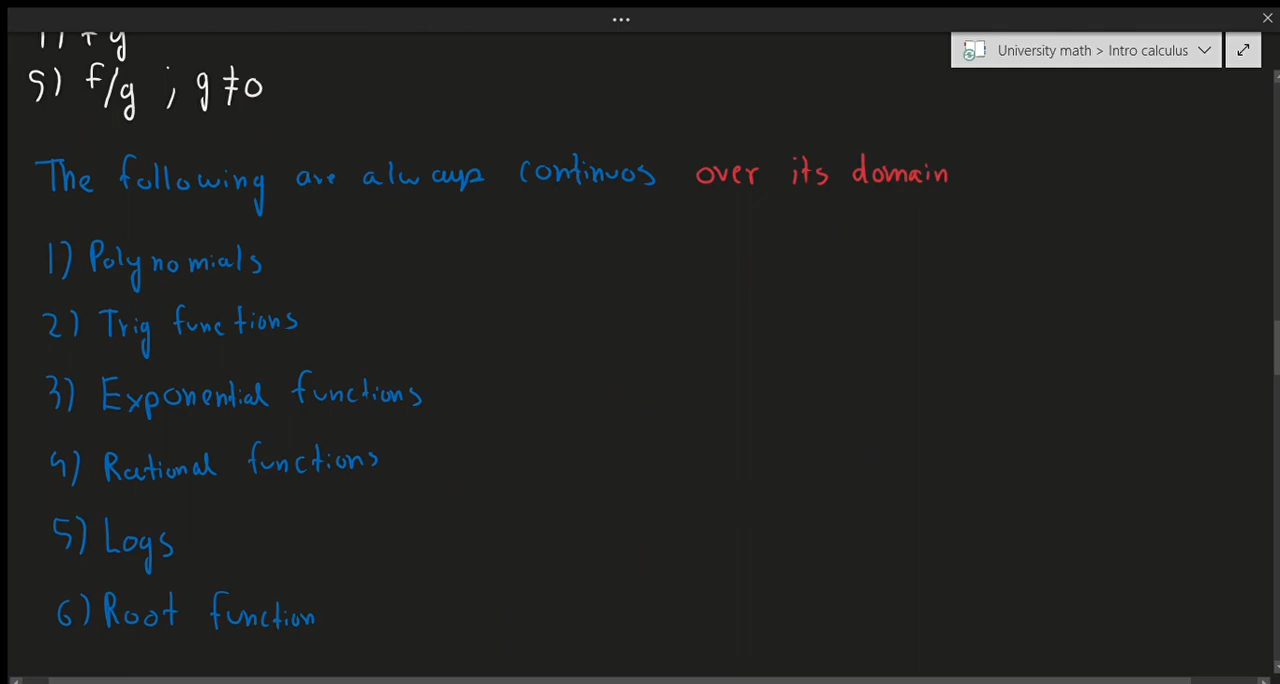 ...
University math > Intro calculus
5) f/g ; g ≠ 0
The following are always continuos over its domain
1) Polynomials
2) Trig functions
3) Exponential functions
4) Rational functions
5) Logs
6) Root function